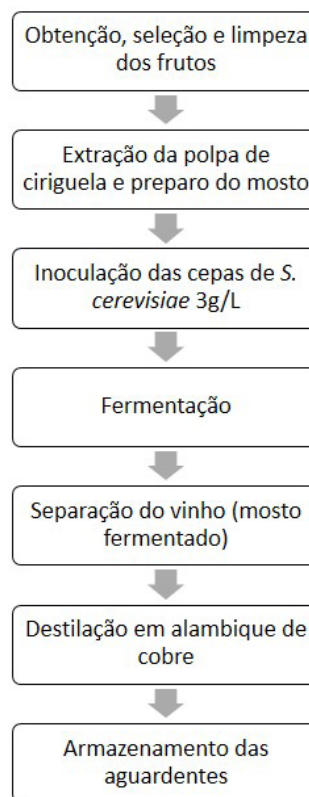 Obtenção, seleção e limpeza
dos frutos
Extração da polpa de
ciriguela e preparo do mosto
Inoculação das cepas de S.
cerevisiae 3g/L
Fermentação
Separação do vinho (mosto
fermentado)
Destilação em alambique de
cobre
Armazenamento das
aguardentes